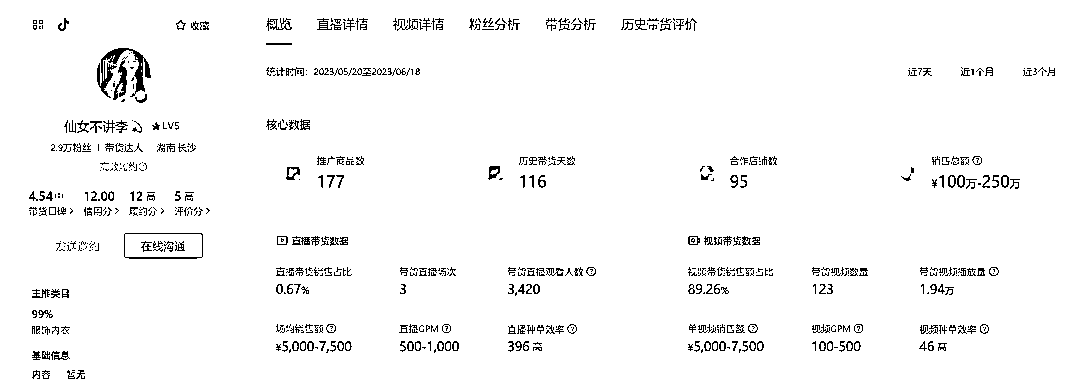 收藏
概览 直播详情 视频详情 粉丝分析 带货分析 历史带货评价
统计时间：2023/05/20至2023/06/18 近7天 近1个月 近3个月
仙女不讲李 LV5
2.9万粉丝 | 带货达人 湖南长沙
4.54 12.00 12 高 5 高
带货口碑 > 信用分 > 履约分 > 评价分 >
发送邀约 在线沟通
主推类目
99%
服饰内衣
基础信息
内容 暂无
核心数据
推广商品数 历史带货天数 合作店铺数 销售总额 ?
177 116 95 ¥100万-250万
直播带货数据
直播带货销售占比 带货直播场次 带货直播观看人数 ?
0.67% 3 3,420
场均销售额 ? 直播GPM ? 直播种草效率 ?
¥5,000-7,500 500-1,000 396 高
视频带货数据
视频带货销售额占比 带货视频数量 带货视频播放量 ?
89.26% 123 1.94万
单视频销售额 ? 视频GPM ? 视频种草效率 ?
¥5,000-7,500 100-500 46 高